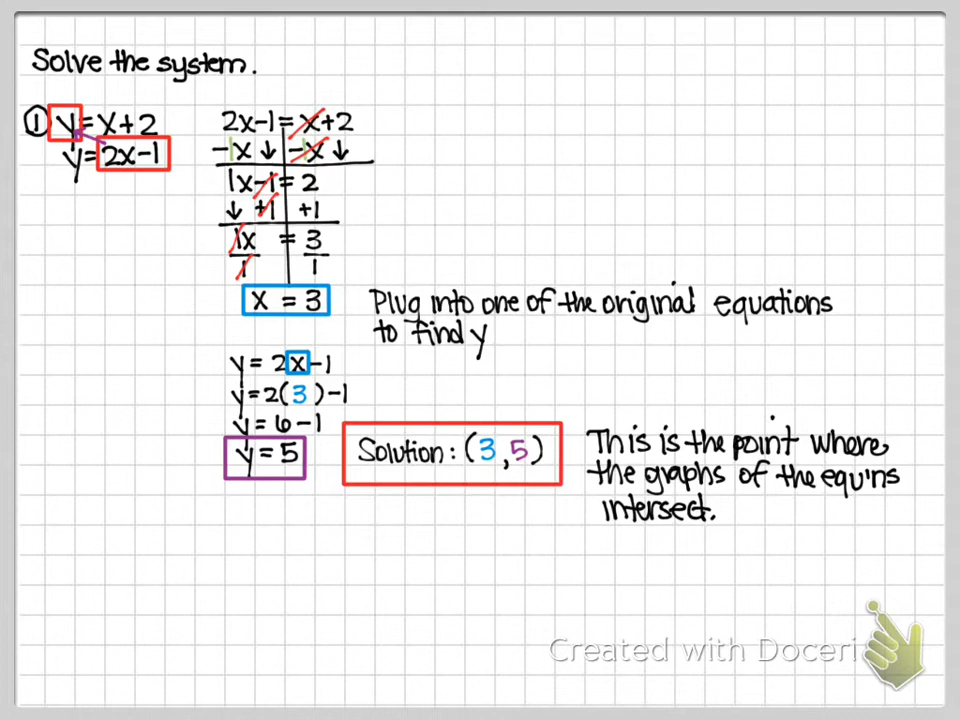 Solve the system.
① y = x + 2
y = 2x - 1
2x - 1 = x + 2
- 1x ↓ - 1x ↓
1x - 1 = 2
↓ + 1 + 1
1x = 3
1 1
x = 3
Plug into one of the original equations
to find y
y = 2x - 1
y = 2(3) - 1
y = 6 - 1
y = 5
Solution: (3, 5)
This is the point where
the graphs of the equ'ns
intersect.
Created with Doceri